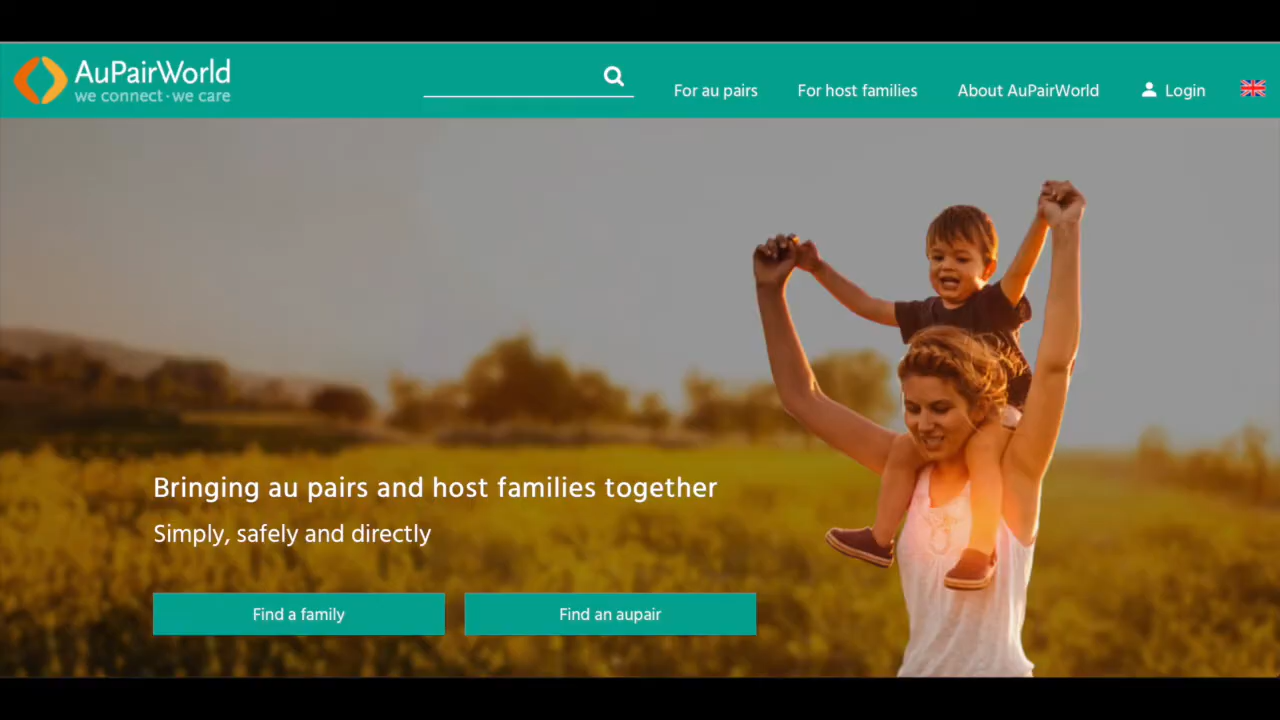 AuPairWorld
we connect · we care
For au pairs
For host families
About AuPairWorld
Login
Bringing au pairs and host families together
Simply, safely and directly
Find a family
Find an aupair